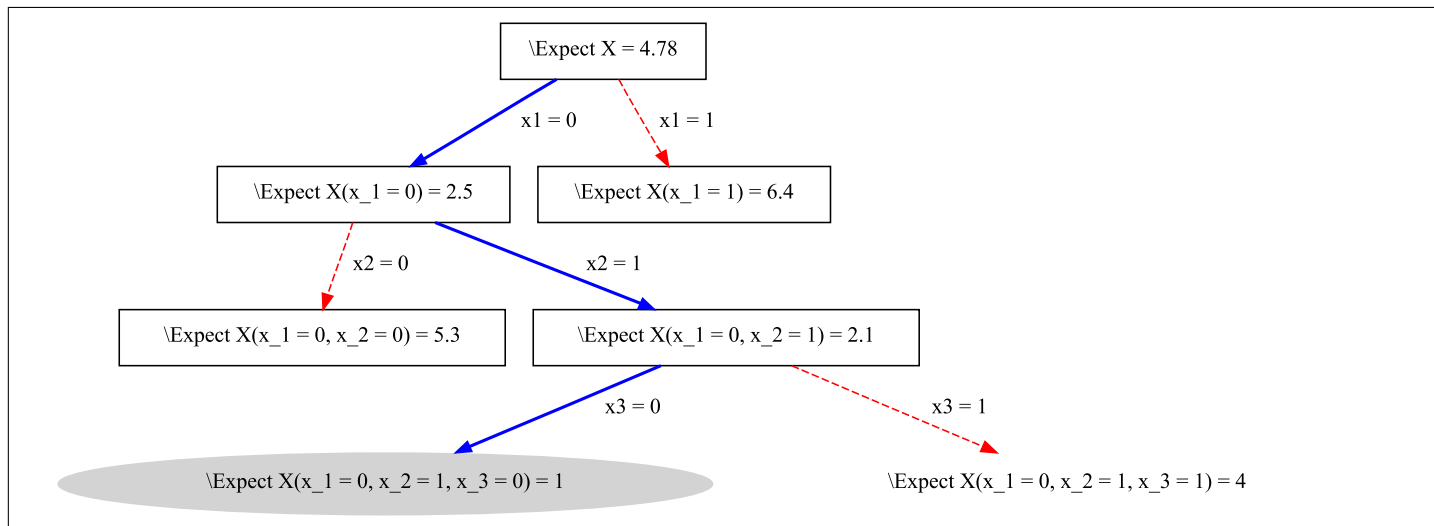 \Expect X = 4.78
x1 = 0
x1 = 1
\Expect X(x_1 = 0) = 2.5
\Expect X(x_1 = 1) = 6.4
x2 = 0
x2 = 1
\Expect X(x_1 = 0, x_2 = 0) = 5.3
\Expect X(x_1 = 0, x_2 = 1) = 2.1
x3 = 0
x3 = 1
\Expect X(x_1 = 0, x_2 = 1, x_3 = 0) = 1
\Expect X(x_1 = 0, x_2 = 1, x_3 = 1) = 4